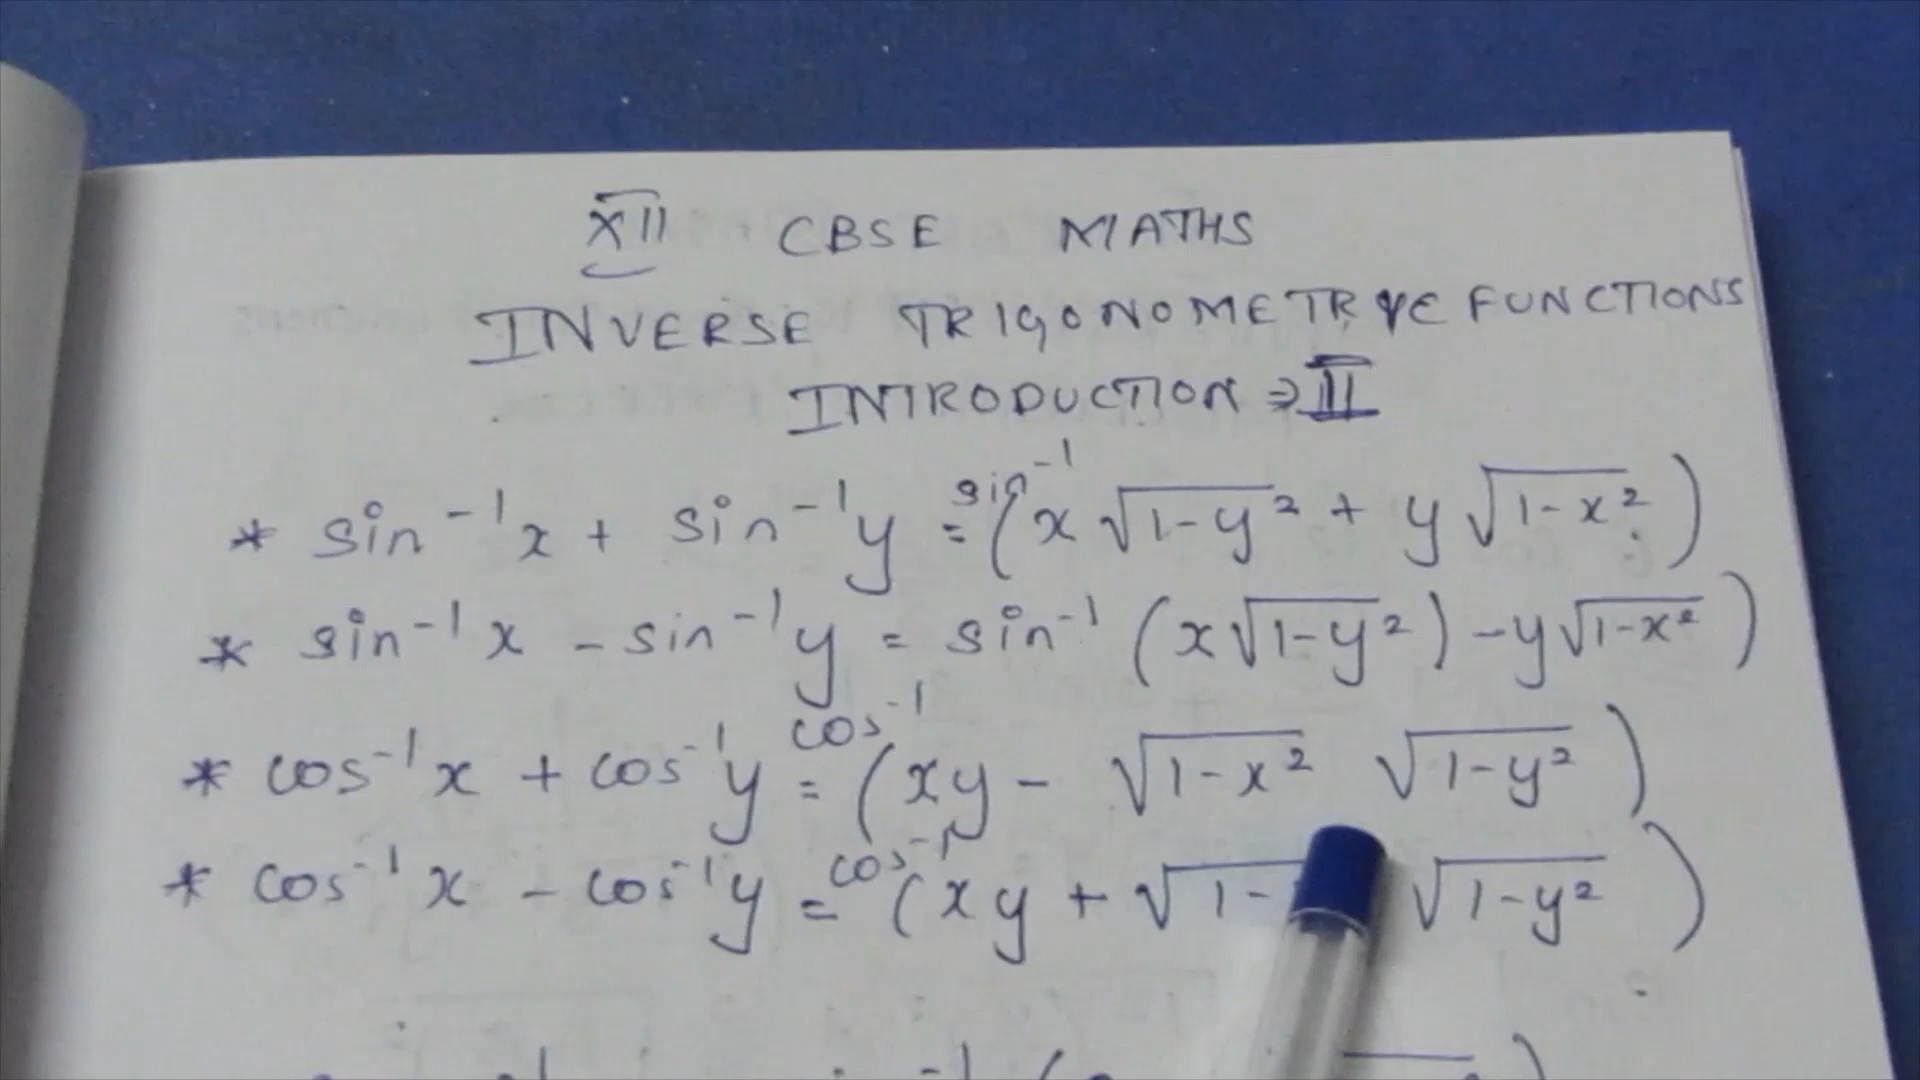 XII CBSE MATHS
INVERSE TRIGONOMETRYC FUNCTIONS
INTRODUCTION ⇒ II
* sin⁻¹x + sin⁻¹y = sin⁻¹(x √1-y² + y √1-x²)
* sin⁻¹x - sin⁻¹y = sin⁻¹ (x√1-y²) - y√1-x²)
* cos⁻¹x + cos⁻¹y = cos⁻¹(xy - √1-x² √1-y²)
* cos⁻¹x - cos⁻¹y = cos⁻¹(xy + √1- √1-y²)